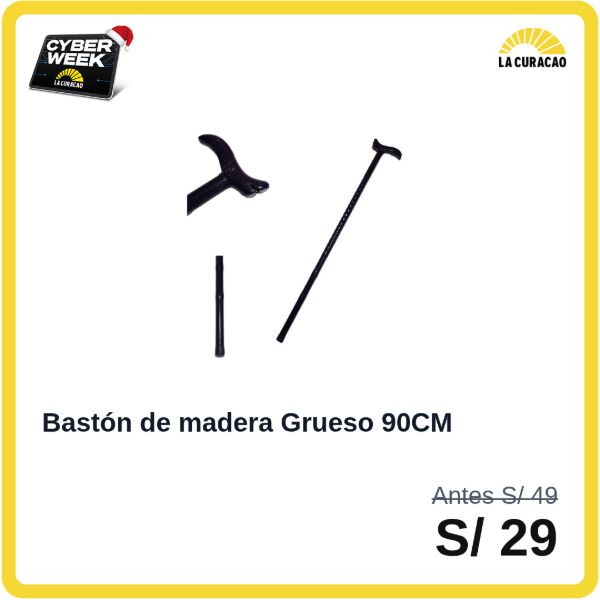 CYBER
WEEK
LA CURACAO
LA CURACAO
Bastón de madera Grueso 90CM
Antes S/ 49
S/ 29